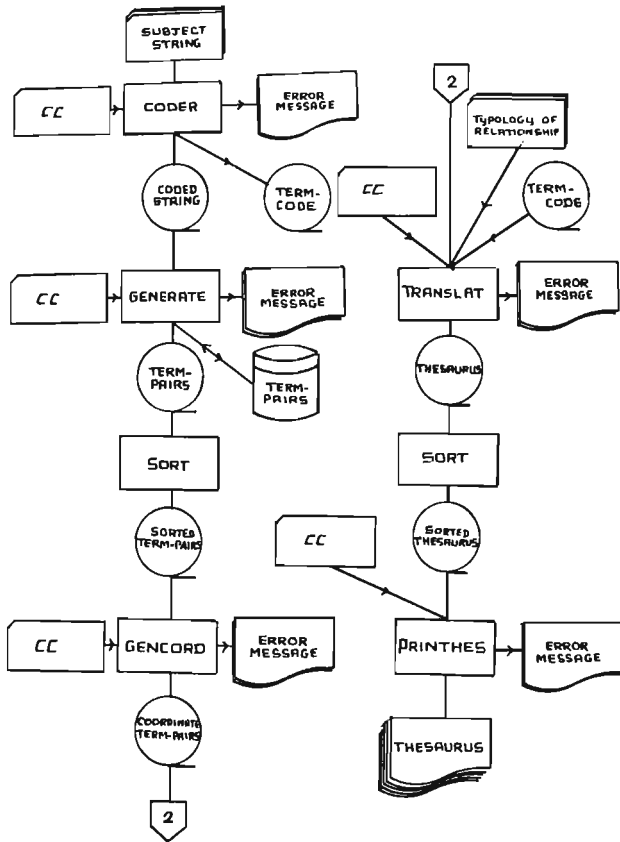 SUBJECT
STRING
CC
CODER
ERROR
MESSAGE
CODED
STRING
TERM-
CODE
CC
GENERATE
ERROR
MESSAGE
TERM-
PAIRS
TERM-
PAIRS
SORT
SORTED
TERM-PAIRS
CC
GENCORD
ERROR
MESSAGE
COORDINATE
TERM-PAIRS
2
2
TYPOLOGY OF
RELATIONSHIP
CC
TERM-
CODE
TRANSLAT
ERROR
MESSAGE
THESAURUS
SORT
CC
SORTED
THESAURUS
PRINTHES
ERROR
MESSAGE
THESAURUS